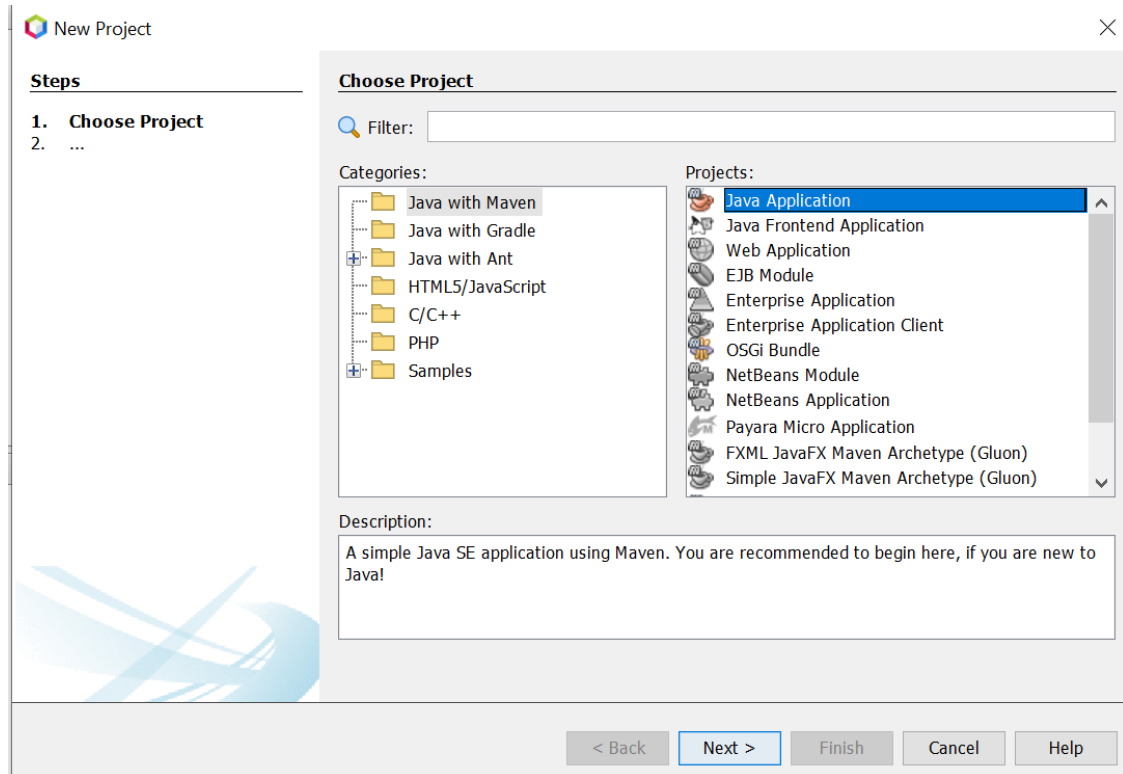 New Project
Steps
1. Choose Project
2. ...
Choose Project
Filter:
Categories:
Java with Maven
Java with Gradle
Java with Ant
HTML5/JavaScript
C/C++
PHP
Samples
Projects:
Java Application
Java Frontend Application
Web Application
EJB Module
Enterprise Application
Enterprise Application Client
OSGi Bundle
NetBeans Module
NetBeans Application
Payara Micro Application
FXML JavaFX Maven Archetype (Gluon)
Simple JavaFX Maven Archetype (Gluon)
Description:
A simple Java SE application using Maven. You are recommended to begin here, if you are new to
Java!
< Back
Next >
Finish
Cancel
Help